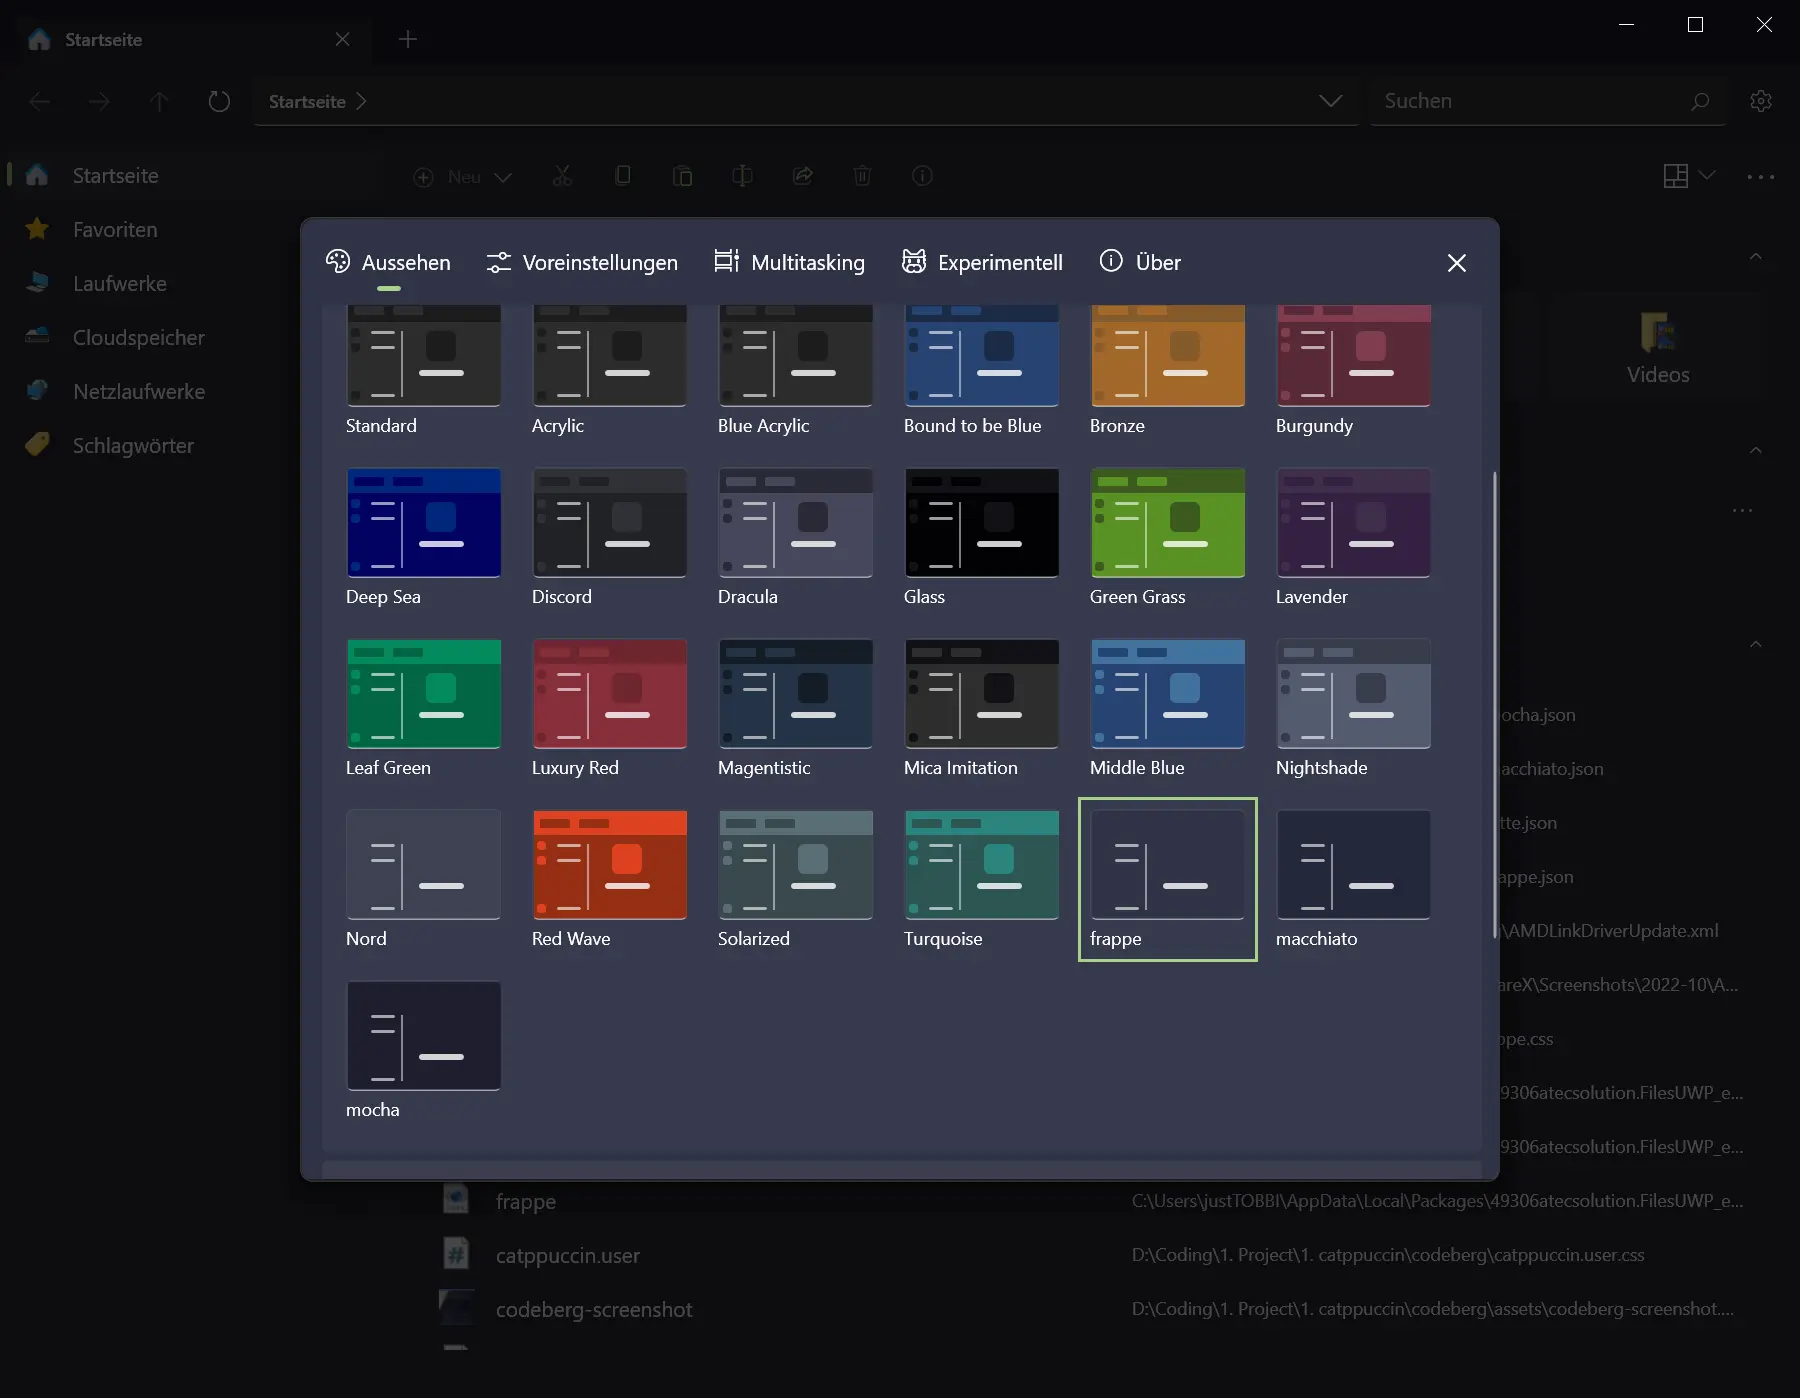 Startseite
Startseite
Suchen
Startseite
Favoriten
Laufwerke
Cloudspeicher
Netzlaufwerke
Schlagwörter
Neu
Videos
Aussehen
Voreinstellungen
Multitasking
Experimentell
Über
Standard
Acrylic
Blue Acrylic
Bound to be Blue
Bronze
Burgundy
Deep Sea
Discord
Dracula
Glass
Green Grass
Lavender
Leaf Green
Luxury Red
Magentistic
Mica Imitation
Middle Blue
Nightshade
Nord
Red Wave
Solarized
Turquoise
frappe
macchiato
mocha
ocha.json
acchiato.json
tte.json
appe.json
\AMDLinkDriverUpdate.xml
areX\Screenshots\2022-10\A...
ppe.css
49306atecsolution.FilesUWP_e...
49306atecsolution.FilesUWP_e...
frappe
C:\Users\justTOBBI\AppData\Local\Packages\49306atecsolution.FilesUWP_e...
catppuccin.user
D:\Coding\1. Project\1. catppuccin\codeberg\catppuccin.user.css
codeberg-screenshot
D:\Coding\1. Project\1. catppuccin\codeberg\assets\codeberg-screenshot....